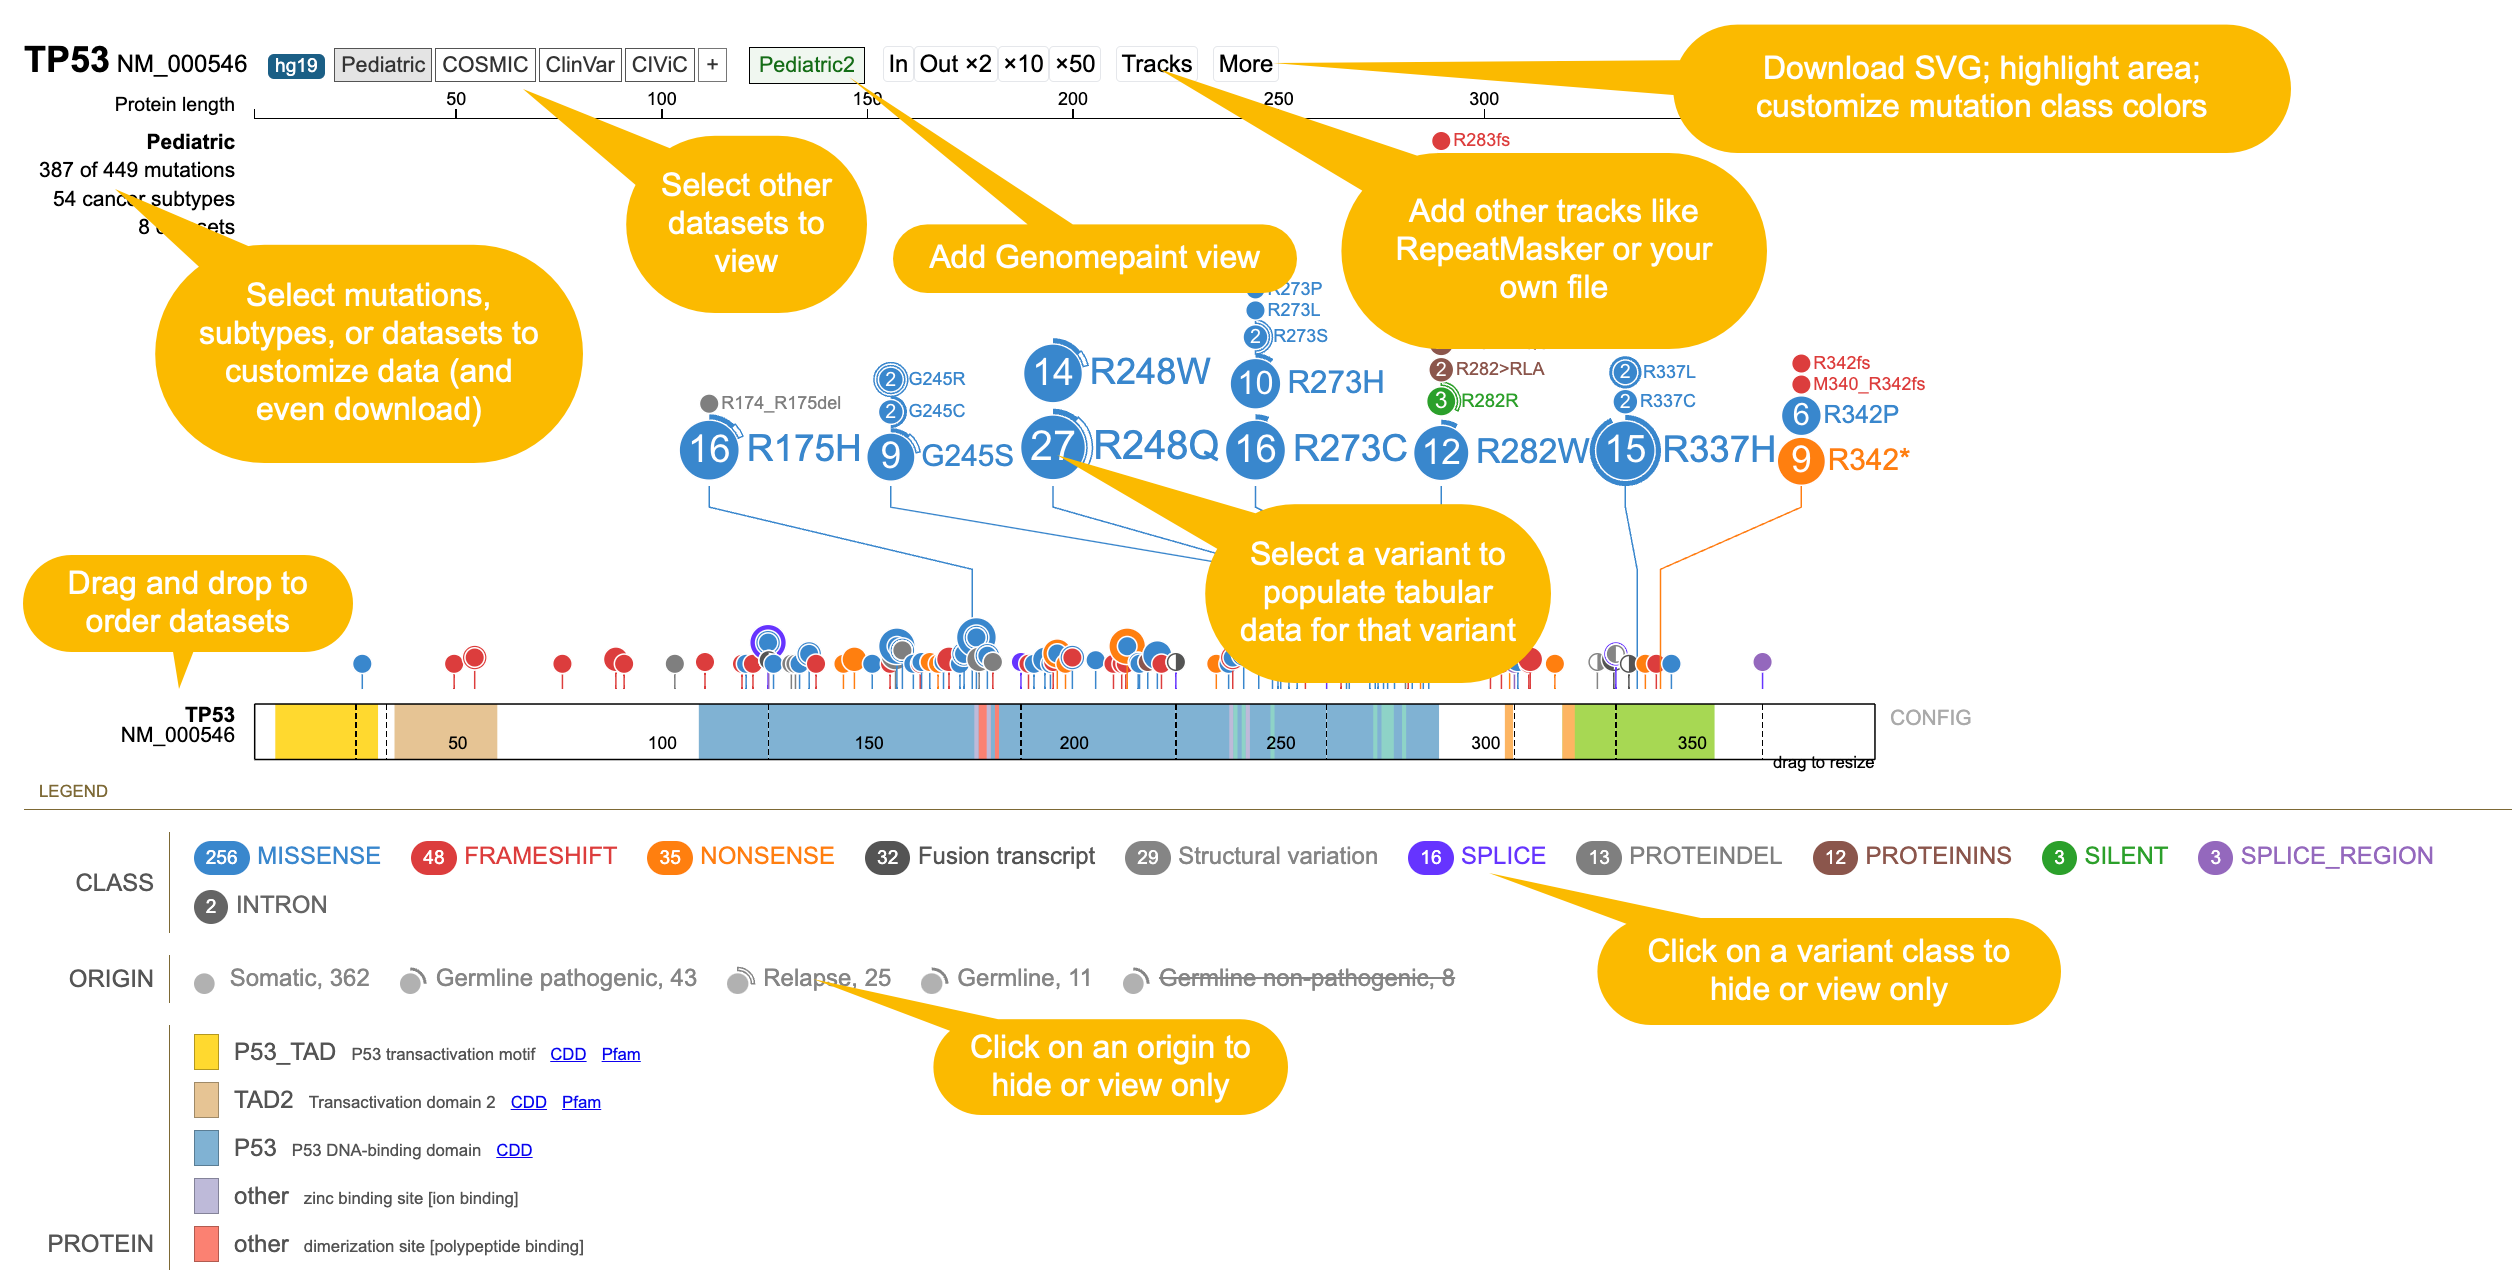 TP53 NM_000546 hg19 Pediatric COSMIC ClinVar CIViC + Pediatric2 In Out ×2 ×10 ×50 Tracks More
Download SVG; highlight area;
customize mutation class colors
Protein length 50 100 150 200 250 300
Pediatric
387 of 449 mutations
54 cancer subtypes
8
sets
Select mutations,
subtypes, or datasets to
customize data (and
even download)
Select other
datasets to
view
Add Genomepaint view
Add other tracks like
RepeatMasker or your
own file
R283fs
R273P
R273L
2 R273S
14 R248W
10 R273H
2 G245R
2 G245C
R174_R175del
16 R175H
9 G245S
27 R248Q
16 R273C
2 R282>RLA
3 R282R
12 R282W
2 R337L
2 R337C
15 R337H
R342fs
M340_R342fs
6 R342P
9 R342*
Select a variant to
populate tabular
data for that variant
Drag and drop to
order datasets
TP53
NM_000546
50 100 150 200 250 300 350
CONFIG
drag to resize
LEGEND
CLASS
256 MISSENSE 48 FRAMESHIFT 35 NONSENSE 32 Fusion transcript 29 Structural variation 16 SPLICE 13 PROTEINDEL 12 PROTEININS 3 SILENT 3 SPLICE_REGION
2 INTRON
Click on a variant class to
hide or view only
ORIGIN
Somatic, 362 Germline pathogenic, 43 Relapse, 25 Germline, 11 Germline non-pathogenic, 8
Click on an origin to
hide or view only
PROTEIN
P53_TAD P53 transactivation motif CDD Pfam
TAD2 Transactivation domain 2 CDD Pfam
P53 P53 DNA-binding domain CDD
other zinc binding site [ion binding]
other dimerization site [polypeptide binding]